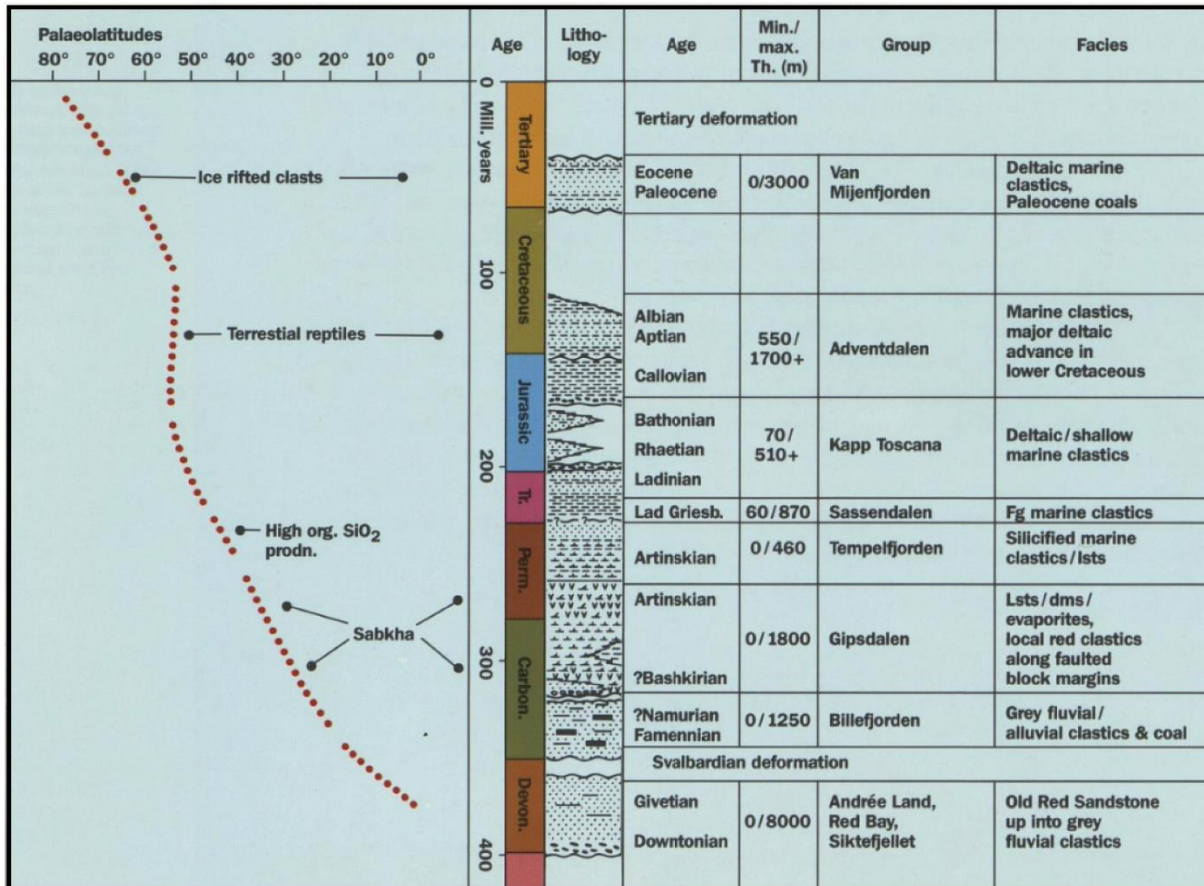 Palaeolatitudes
80° 70° 60° 50° 40° 30° 20° 10° 0°
Age
Litho-
logy
Age
Min./
max.
Th. (m)
Group
Facies
0
Mill. years
100
200
300
400
Ice rifted clasts
Terrestial reptiles
High org. SiO₂
prodn.
Sabkha
Tertiary
Cretaceous
Jurassic
Tr.
Perm.
Carbon.
Devon.
Tertiary deformation
Eocene
Paleocene
0/3000
Van
Mijenfjorden
Deltaic marine
clastics,
Paleocene coals
Albian
Aptian
Callovian
550/
1700+
Adventdalen
Marine clastics,
major deltaic
advance in
lower Cretaceous
Bathonian
Rhaetian
Ladinian
70/
510+
Kapp Toscana
Deltaic/shallow
marine clastics
Lad Griesb.
60/870
Sassendalen
Fg marine clastics
Artinskian
0/460
Tempelfjorden
Silicified marine
clastics/lsts
Artinskian
?Bashkirian
0/1800
Gipsdalen
Lsts/dms/
evaporites,
local red clastics
along faulted
block margins
?Namurian
Famennian
0/1250
Billefjorden
Grey fluvial/
alluvial clastics & coal
Svalbardian deformation
Givetian
Downtonian
0/8000
Andrée Land,
Red Bay,
Siktefjellet
Old Red Sandstone
up into grey
fluvial clastics